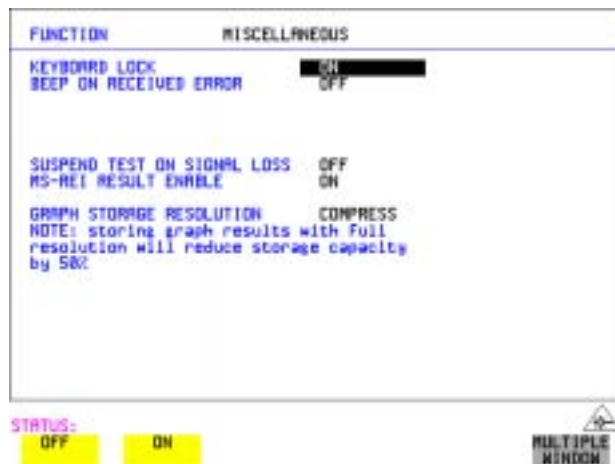 FUNCTION MISCELLANEOUS
KEYBOARD LOCK ON
BEEP ON RECEIVED ERROR OFF
SUSPEND TEST ON SIGNAL LOSS OFF
MS-REI RESULT ENABLE ON
GRAPH STORAGE RESOLUTION COMPRESS
NOTE: storing graph results with Full
resolution will reduce storage capacity
by 50%
STATUS:
OFF ON MULTIPLE
WINDOW